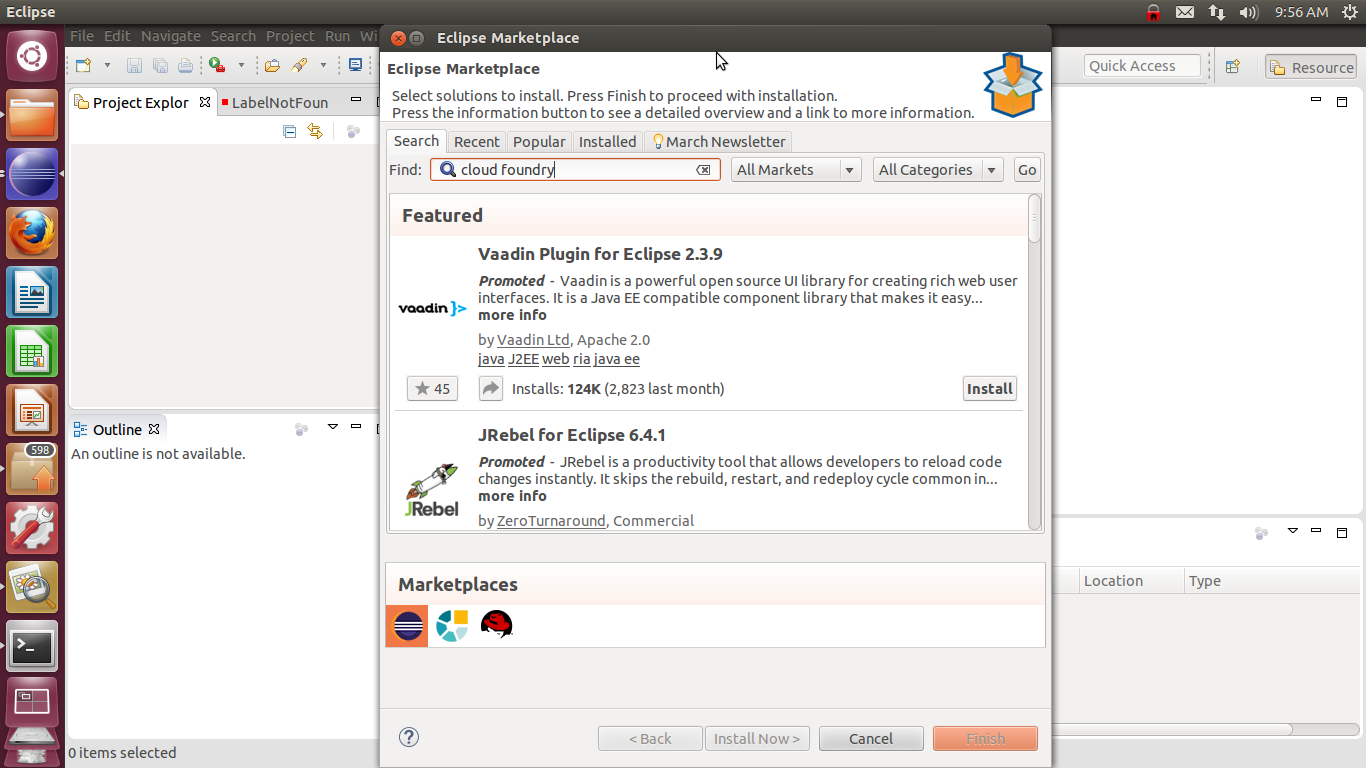 Eclipse
9:56 AM
File Edit Navigate Search Project Run Wi
Eclipse Marketplace
Quick Access
Resource
Project Explor
LabelNotFoun
Eclipse Marketplace
Select solutions to install. Press Finish to proceed with installation.
Press the information button to see a detailed overview and a link to more information.
Search Recent Popular Installed March Newsletter
Find: cloud foundry All Markets All Categories Go
Featured
Vaadin Plugin for Eclipse 2.3.9
Promoted - Vaadin is a powerful open source UI library for creating rich web user
interfaces. It is a Java EE compatible component library that makes it easy...
more info
vaadin }>
by Vaadin Ltd, Apache 2.0
java J2EE web ria java ee
45 Installs: 124K (2,823 last month) Install
JRebel for Eclipse 6.4.1
Promoted - JRebel is a productivity tool that allows developers to reload code
changes instantly. It skips the rebuild, restart, and redeploy cycle common in...
more info
JRebel
by ZeroTurnaround, Commercial
Outline
An outline is not available.
598
Marketplaces
Location Type
< Back Install Now > Cancel Finish
0 items selected